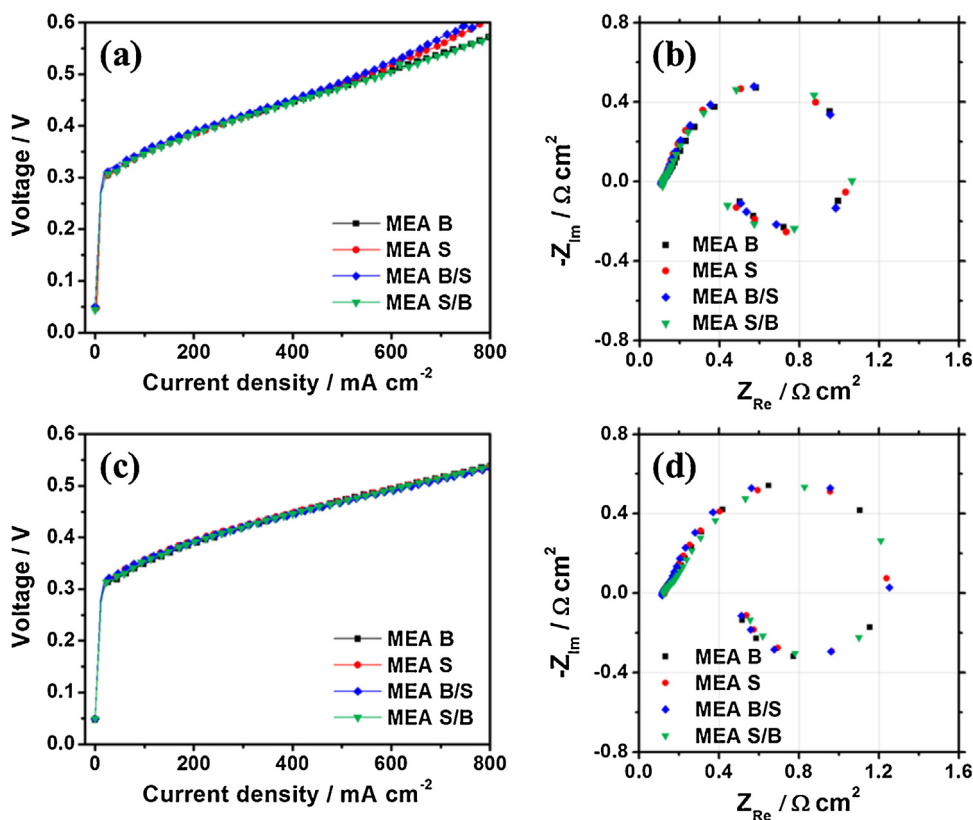 (a)
Voltage / V
0.6
0.5
0.4
0.3
0.2
0.1
0.0
MEA B
MEA S
MEA B/S
MEA S/B
0 200 400 600 800
Current density / mA cm-2
(b)
-ZIm / Ω cm2
0.8
0.4
0.0
-0.4
-0.8
MEA B
MEA S
MEA B/S
MEA S/B
0.0 0.4 0.8 1.2 1.6
ZRe / Ω cm2
(c)
Voltage / V
0.6
0.5
0.4
0.3
0.2
0.1
0.0
MEA B
MEA S
MEA B/S
MEA S/B
0 200 400 600 800
Current density / mA cm-2
(d)
-ZIm / Ω cm2
0.8
0.4
0.0
-0.4
-0.8
MEA B
MEA S
MEA B/S
MEA S/B
0.0 0.4 0.8 1.2 1.6
ZRe / Ω cm2